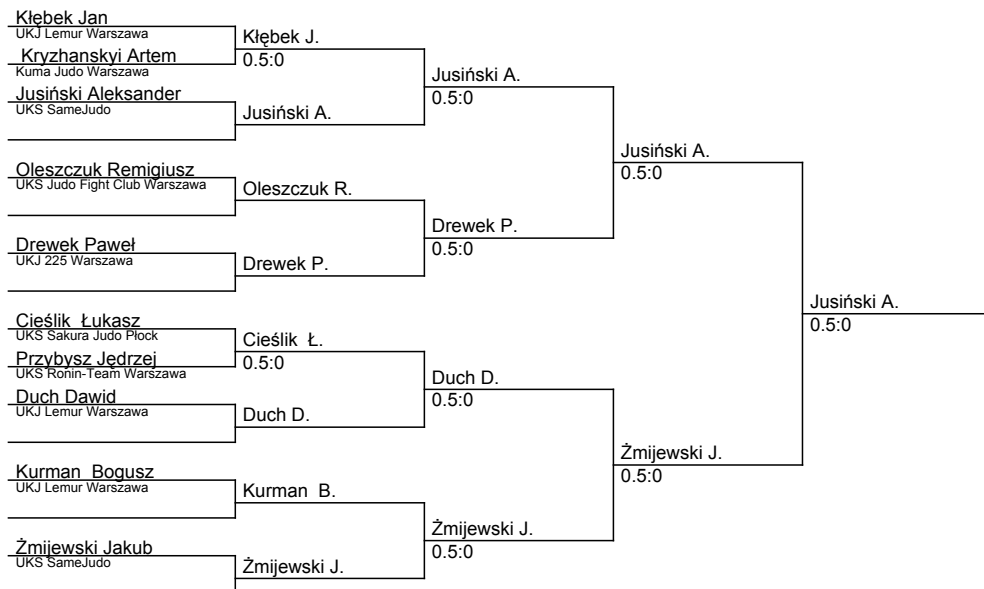 Kłębek Jan
UKJ Lemur Warszawa
Kryzhanskyi Artem
Kuma Judo Warszawa
Jusiński Aleksander
UKS SameJudo
Oleszczuk Remigiusz
UKS Judo Fight Club Warszawa
Drewek Paweł
UKJ 225 Warszawa
Cieślik Łukasz
UKS Sakura Judo Płock
Przybysz Jędrzej
UKS Ronin-Team Warszawa
Duch Dawid
UKJ Lemur Warszawa
Kurman Bogusz
UKJ Lemur Warszawa
Żmijewski Jakub
UKS SameJudo
Kłębek J.
0.5:0
Jusiński A.
Oleszczuk R.
Drewek P.
Cieślik Ł.
0.5:0
Duch D.
Kurman B.
Żmijewski J.
Jusiński A.
0.5:0
Drewek P.
0.5:0
Duch D.
0.5:0
Żmijewski J.
0.5:0
Jusiński A.
0.5:0
Żmijewski J.
0.5:0
Jusiński A.
0.5:0